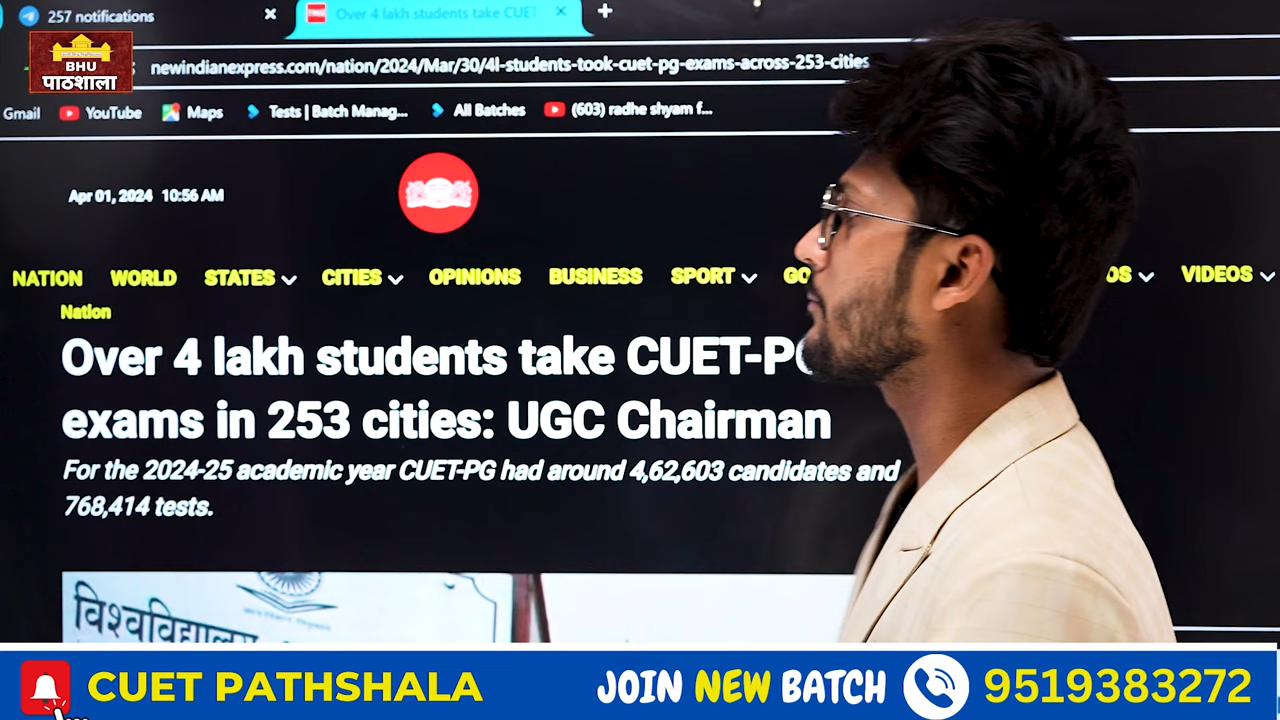 257 notifications
Over 4 lakh students take CUET
BHU
पाठशाला
newindianexpress.com/nation/2024/Mar/30/4l-students-took-cuet-pg-exams-across-253-cities
Gmail YouTube Maps Tests | Batch Manag... All Batches (603) radhe shyam f...
Apr 01, 2024 10:56 AM
NATION WORLD STATES CITIES OPINIONS BUSINESS SPORT GO VIDEOS
Nation
Over 4 lakh students take CUET-PG
exams in 253 cities: UGC Chairman
For the 2024-25 academic year CUET-PG had around 4,62,603 candidates and
768,414 tests.
विश्वविद्यालय
CUET PATHSHALA JOIN NEW BATCH 9519383272